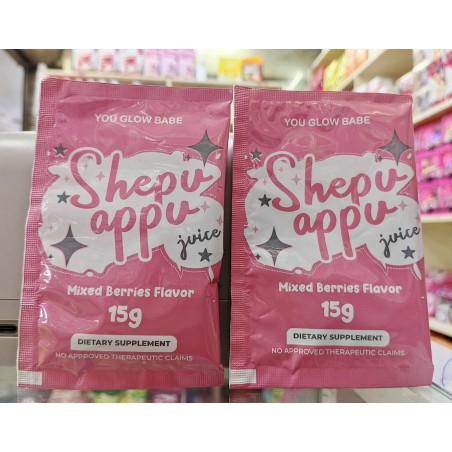 YOU GLOW BABE
Shepu
appu
juice
Mixed Berries Flavor
15g
DIETARY SUPPLEMENT
NO APPROVED THERAPEUTIC CLAIMS
YOU GLOW BABE
Shepu
appu
juice
Mixed Berries Flavor
15g
DIETARY SUPPLEMENT
NO APPROVED THERAPEUTIC CLAIMS